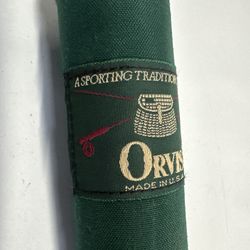 A SPORTING TRADITION
ORVIS
MADE IN U.S.A